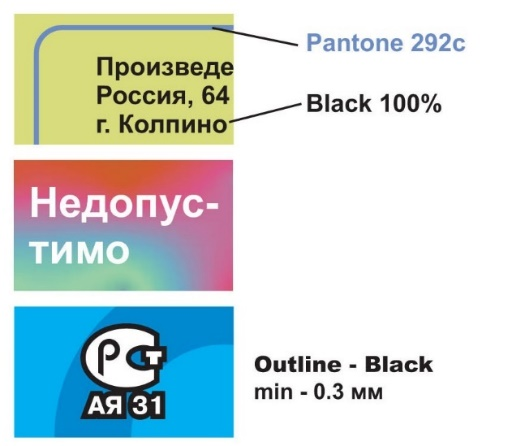 Pantone 292c
Произведе
Россия, 64
г. Колпино
Black 100%
Недопус-
тимо
РСТ
АЯ 31
Outline - Black
min - 0.3 мм